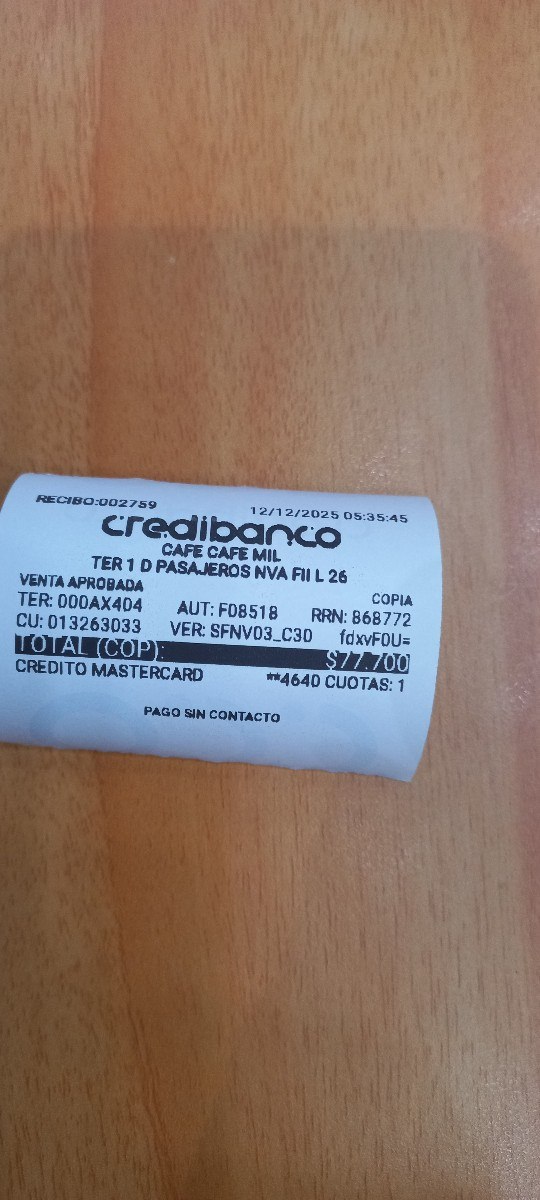 RECIBO:002759 12/12/2025 05:35:45
credibanco
CAFE CAFE MIL
TER 1 D PASAJEROS NVA FII L 26
VENTA APROBADA COPIA
TER: 000AX404 AUT: F08518 RRN: 868772
CU: 013263033 VER: SFNV03_C30 fdxvF0U=
TOTAL (COP): $77.700
CREDITO MASTERCARD **4640 CUOTAS: 1
PAGO SIN CONTACTO